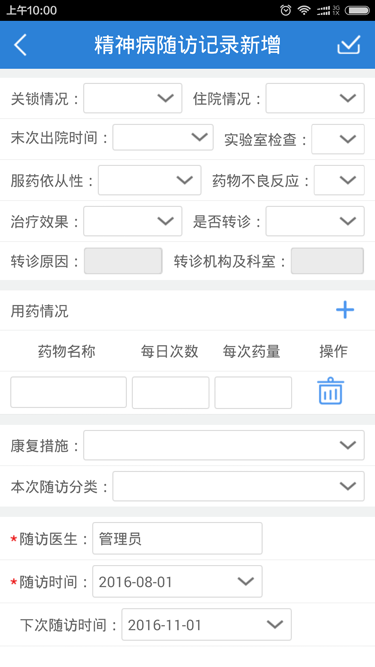 上午10:00 3G 1X
精神病随访记录新增
关锁情况： 住院情况：
末次出院时间： 实验室检查：
服药依从性： 药物不良反应：
治疗效果： 是否转诊：
转诊原因： 转诊机构及科室：
用药情况
药物名称 每日次数 每次药量 操作
康复措施：
本次随访分类：
*随访医生： 管理员
*随访时间： 2016-08-01
下次随访时间： 2016-11-01